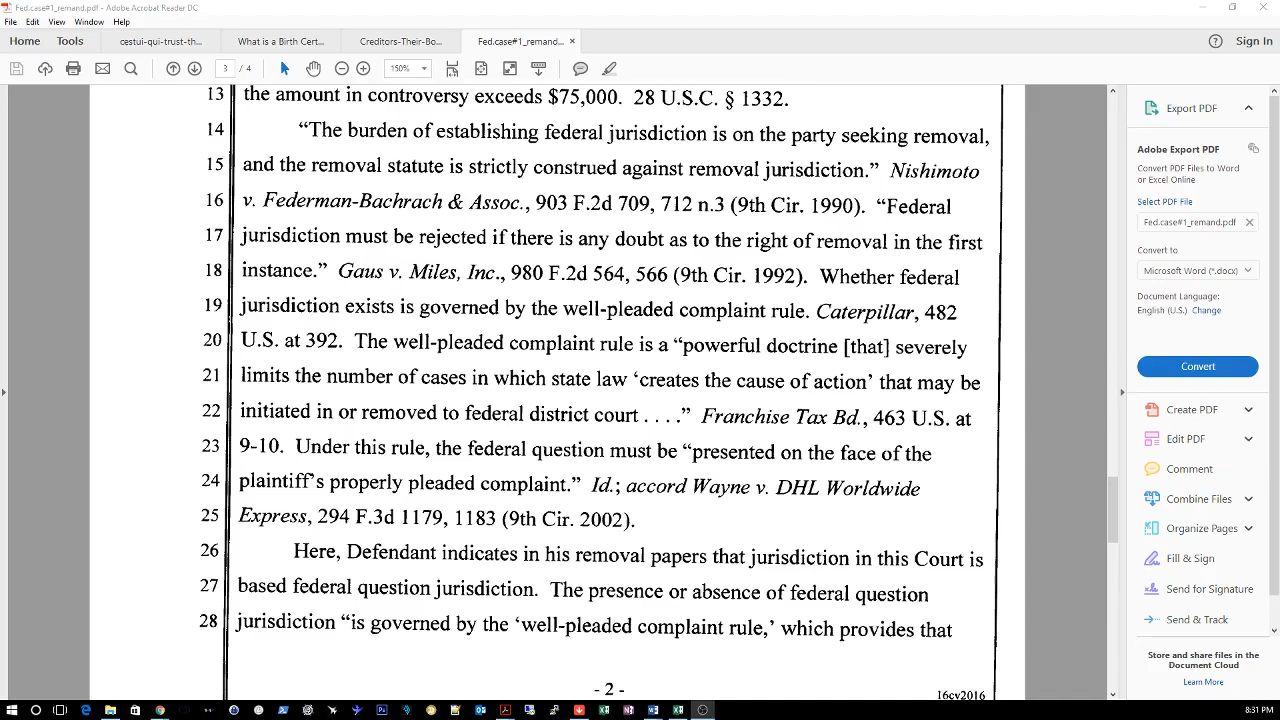 Fed.case#1_remand.pdf - Adobe Acrobat Reader DC
File Edit View Window Help
Home Tools cestui-qui-trust-th... What is a Birth Cert... Creditors-Their-Bo... Fed.case#1_remand... × Sign In
3 / 4 150%
13 the amount in controversy exceeds $75,000. 28 U.S.C. § 1332.
14 “The burden of establishing federal jurisdiction is on the party seeking removal,
15 and the removal statute is strictly construed against removal jurisdiction.” Nishimoto
16 v. Federman-Bachrach & Assoc., 903 F.2d 709, 712 n.3 (9th Cir. 1990). “Federal
17 jurisdiction must be rejected if there is any doubt as to the right of removal in the first
18 instance.” Gaus v. Miles, Inc., 980 F.2d 564, 566 (9th Cir. 1992). Whether federal
19 jurisdiction exists is governed by the well-pleaded complaint rule. Caterpillar, 482
20 U.S. at 392. The well-pleaded complaint rule is a “powerful doctrine [that] severely
21 limits the number of cases in which state law ‘creates the cause of action’ that may be
22 initiated in or removed to federal district court . . . .” Franchise Tax Bd., 463 U.S. at
23 9-10. Under this rule, the federal question must be “presented on the face of the
24 plaintiff’s properly pleaded complaint.” Id.; accord Wayne v. DHL Worldwide
25 Express, 294 F.3d 1179, 1183 (9th Cir. 2002).
26 Here, Defendant indicates in his removal papers that jurisdiction in this Court is
27 based federal question jurisdiction. The presence or absence of federal question
28 jurisdiction “is governed by the ‘well-pleaded complaint rule,’ which provides that
- 2 -
16cv2016
Export PDF
Adobe Export PDF
Convert PDF Files to Word
or Excel Online
Select PDF File
Fed.case#1_remand.pdf ×
Convert to
Microsoft Word (*.docx)
Document Language:
English (U.S.) Change
Convert
Create PDF
Edit PDF
Comment
Combine Files
Organize Pages
Fill & Sign
Send for Signature
Send & Track
Store and share files in the
Document Cloud
Learn More
8:31 PM